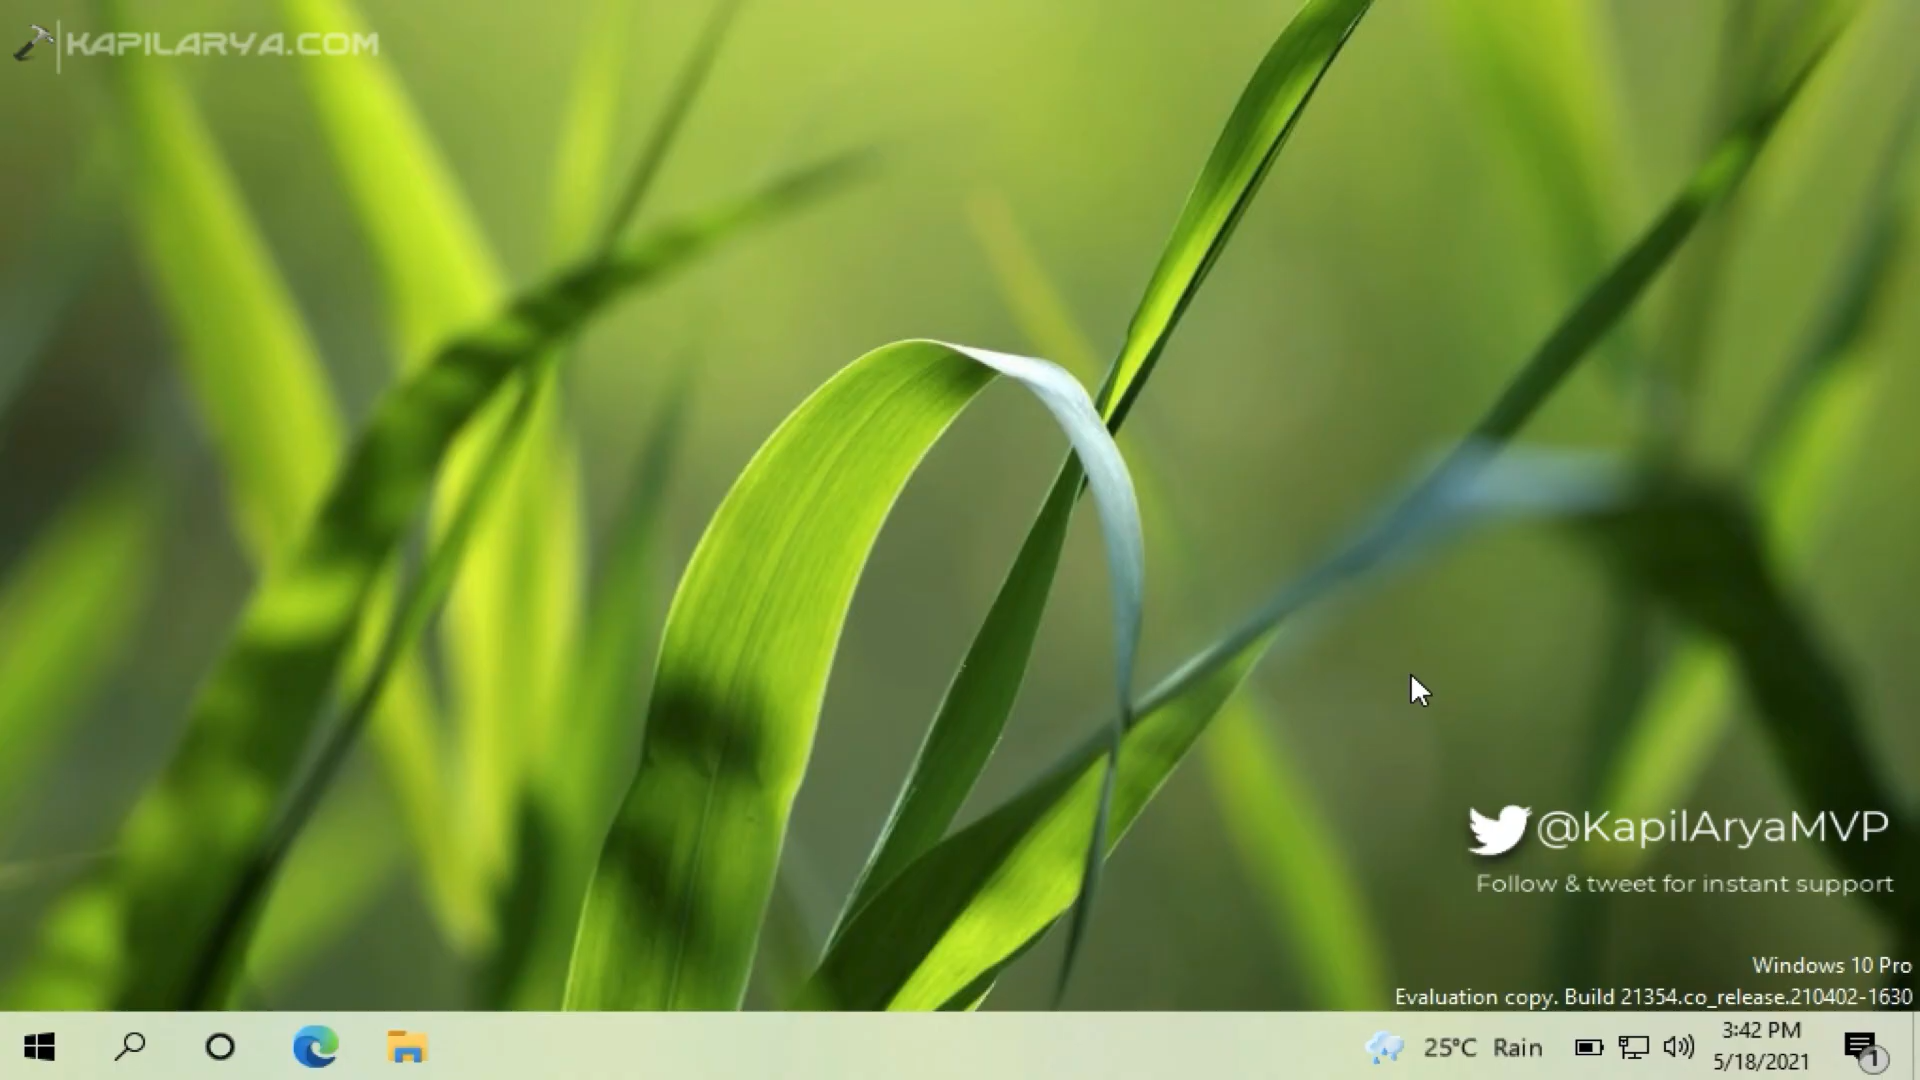 KAPILARYA.COM
@KapilAryaMVP
Follow & tweet for instant support
Windows 10 Pro
Evaluation copy. Build 21354.co_release.210402-1630
25°C Rain
3:42 PM
5/18/2021
1